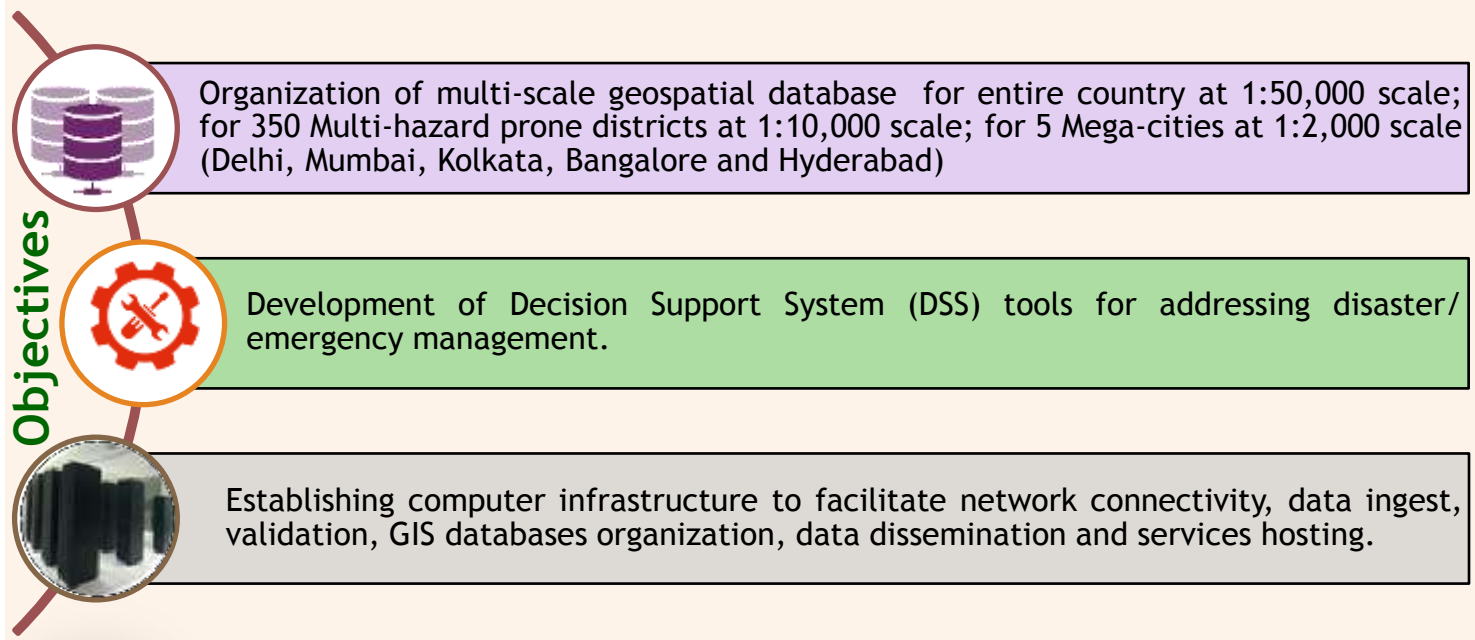 Objectives
Organization of multi-scale geospatial database for entire country at 1:50,000 scale;
for 350 Multi-hazard prone districts at 1:10,000 scale; for 5 Mega-cities at 1:2,000 scale
(Delhi, Mumbai, Kolkata, Bangalore and Hyderabad)
Development of Decision Support System (DSS) tools for addressing disaster/
emergency management.
Establishing computer infrastructure to facilitate network connectivity, data ingest,
validation, GIS databases organization, data dissemination and services hosting.